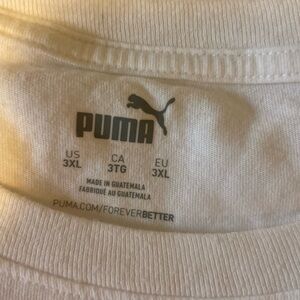 PUMA
US CA EU
3XL 3TG 3XL
MADE IN GUATEMALA
FABRIQUÉ AU GUATEMALA
PUMA.COM/FOREVERBETTER